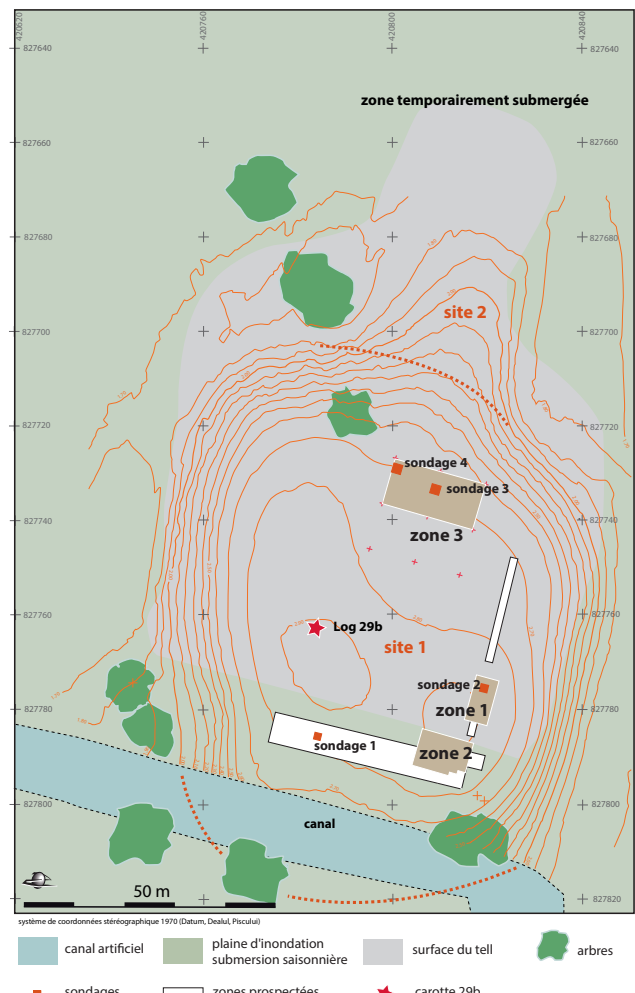 420620
420760
420800
420840
827640
827640
zone temporairement submergée
827660
827660
827680
827680
site 2
827700
827700
827720
827720
sondage 4
sondage 3
827740
827740
zone 3
827760
827760
Log 29b
site 1
sondage 2
827780
827780
zone 1
sondage 1
zone 2
827800
827800
canal
50 m
827820
système de coordonnées stéréographique 1970 (Datum, Dealul, Piscului)
canal artificiel
plaine d'inondation
submersion saisonnière
surface du tell
arbres
sondages
zones prospectées
carotte 29b